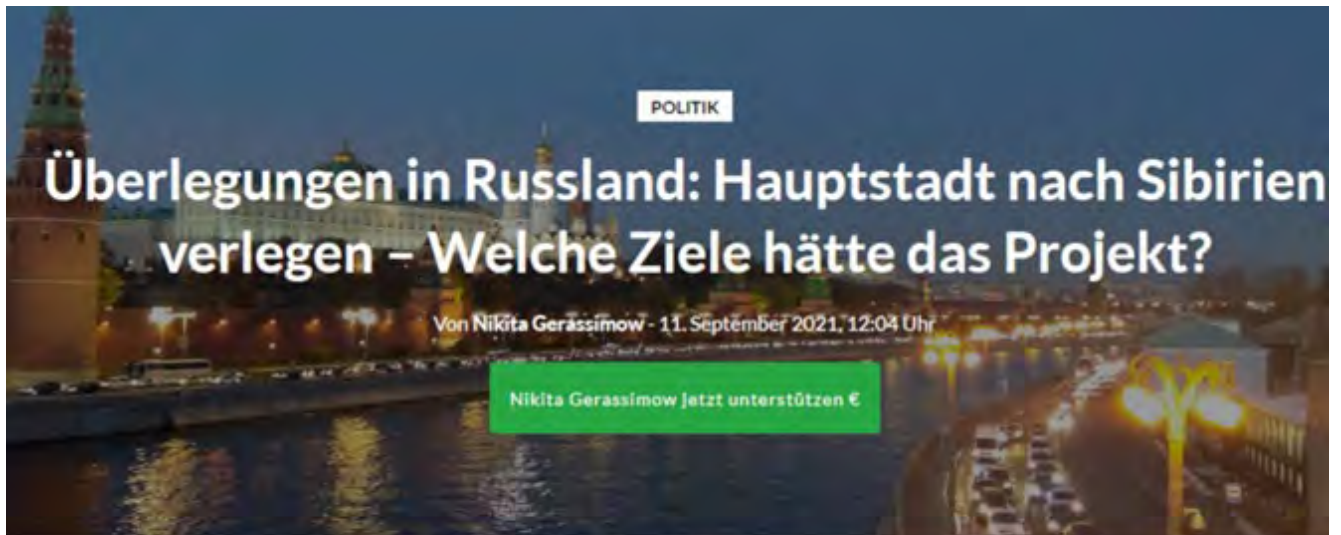 POLITIK
Überlegungen in Russland: Hauptstadt nach Sibirien
verlegen – Welche Ziele hätte das Projekt?
Von Nikita Gerassimow - 11. September 2021, 12:04 Uhr
Nikita Gerassimow Jetzt unterstützen €